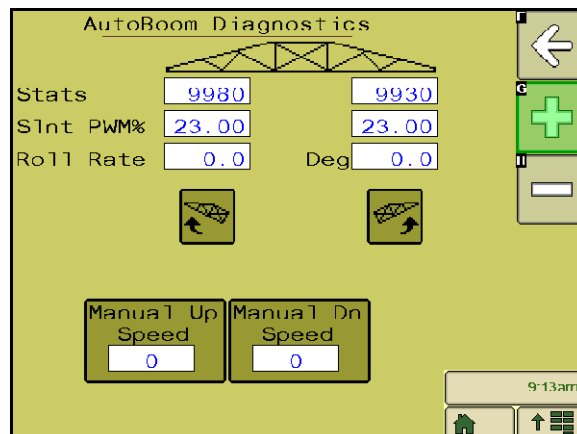 AutoBoom Diagnostics
Stats 9980 9930
Slnt PWM% 23.00 23.00
Roll Rate 0.0 Deg 0.0
Manual Up Speed 0
Manual Dn Speed 0
G
9:13am